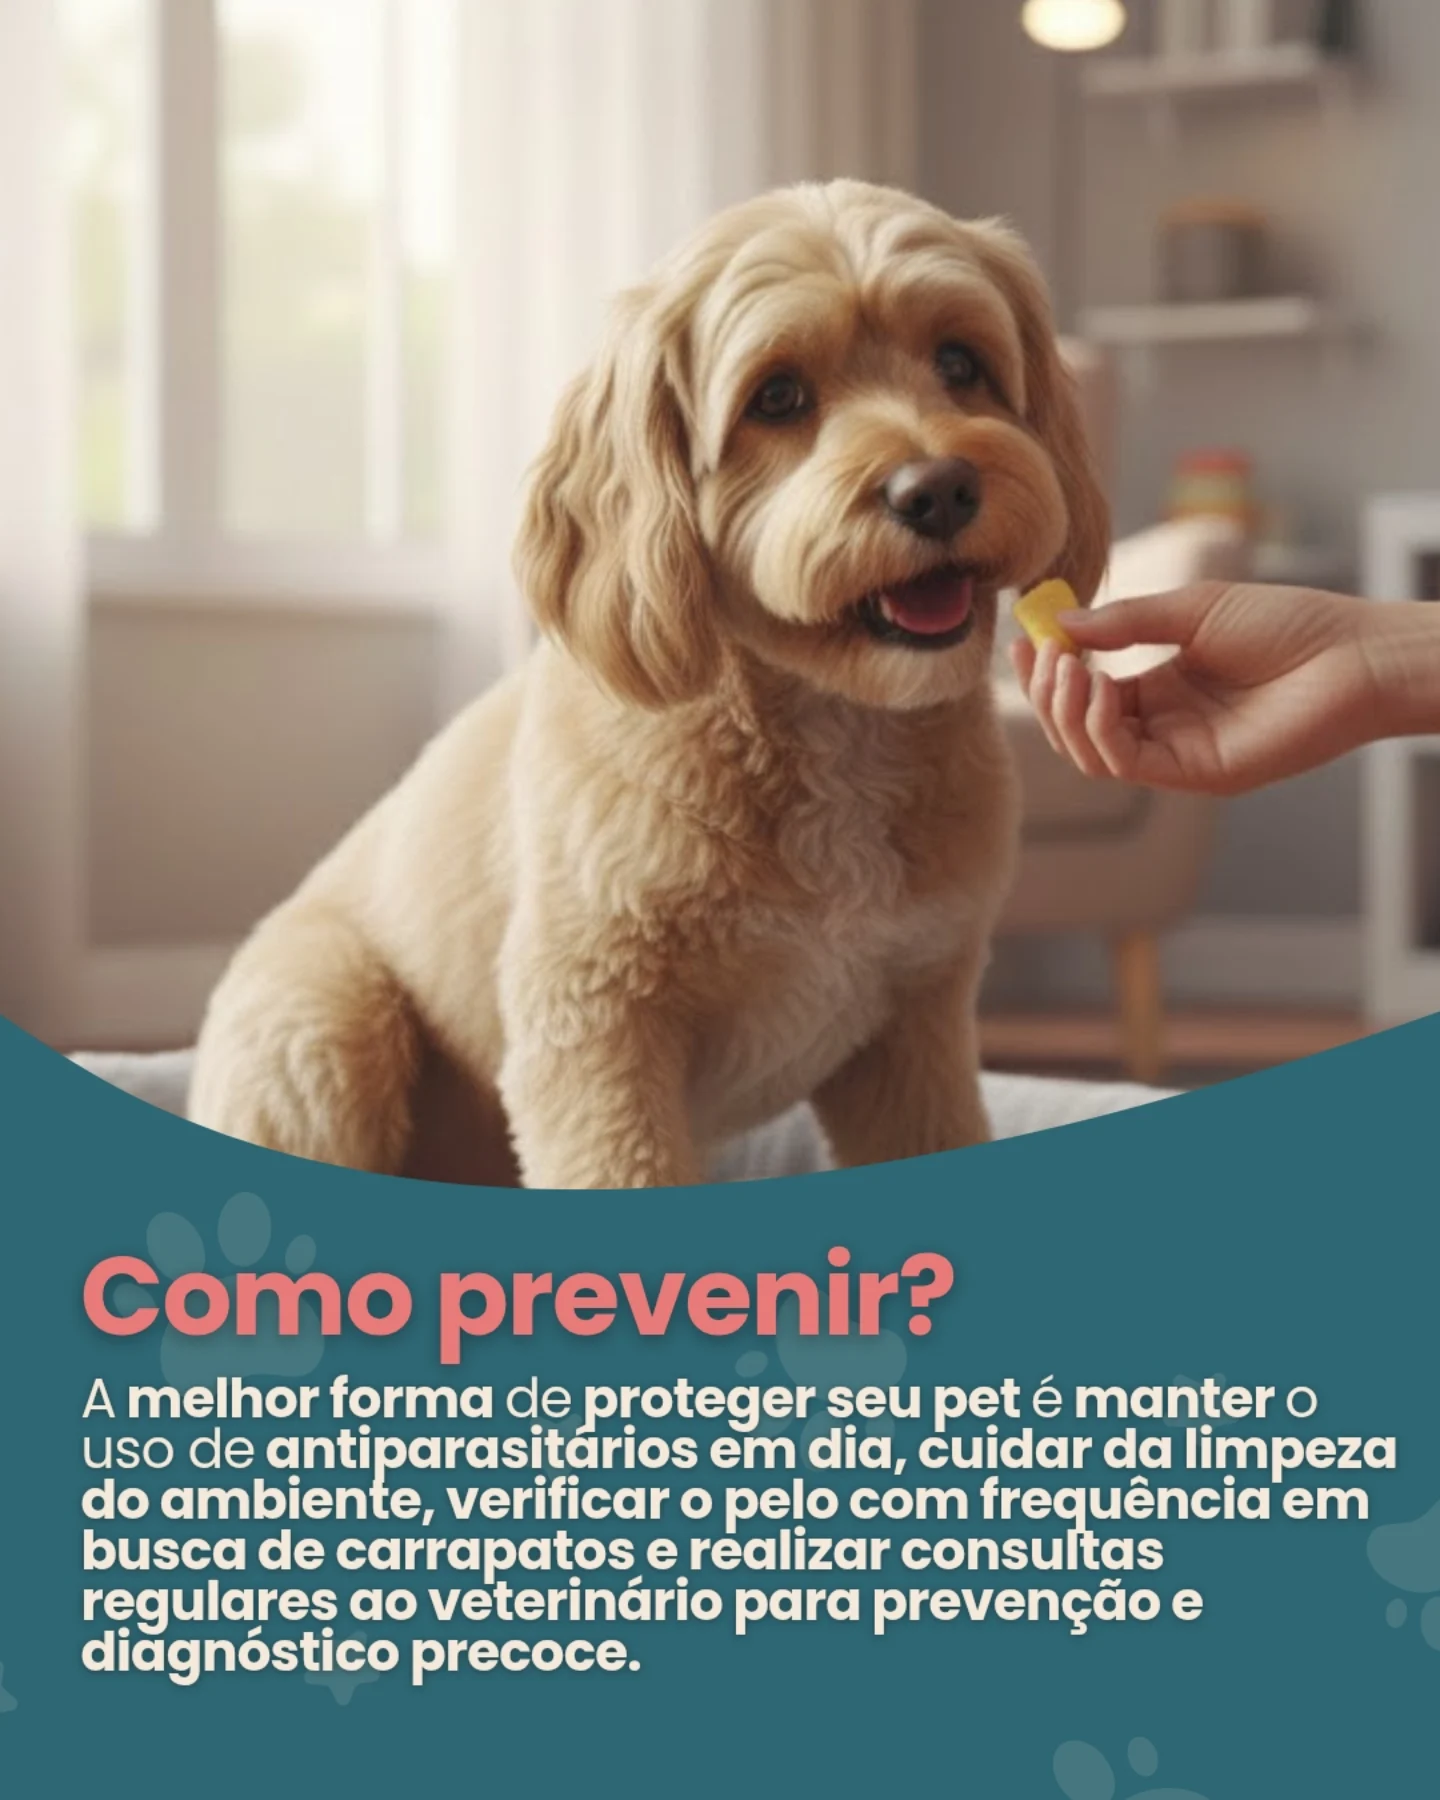 Como prevenir?
A melhor forma de proteger seu pet é manter o
uso de antiparasitários em dia, cuidar da limpeza
do ambiente, verificar o pelo com frequência em
busca de carrapatos e realizar consultas
regulares ao veterinário para prevenção e
diagnóstico precoce.